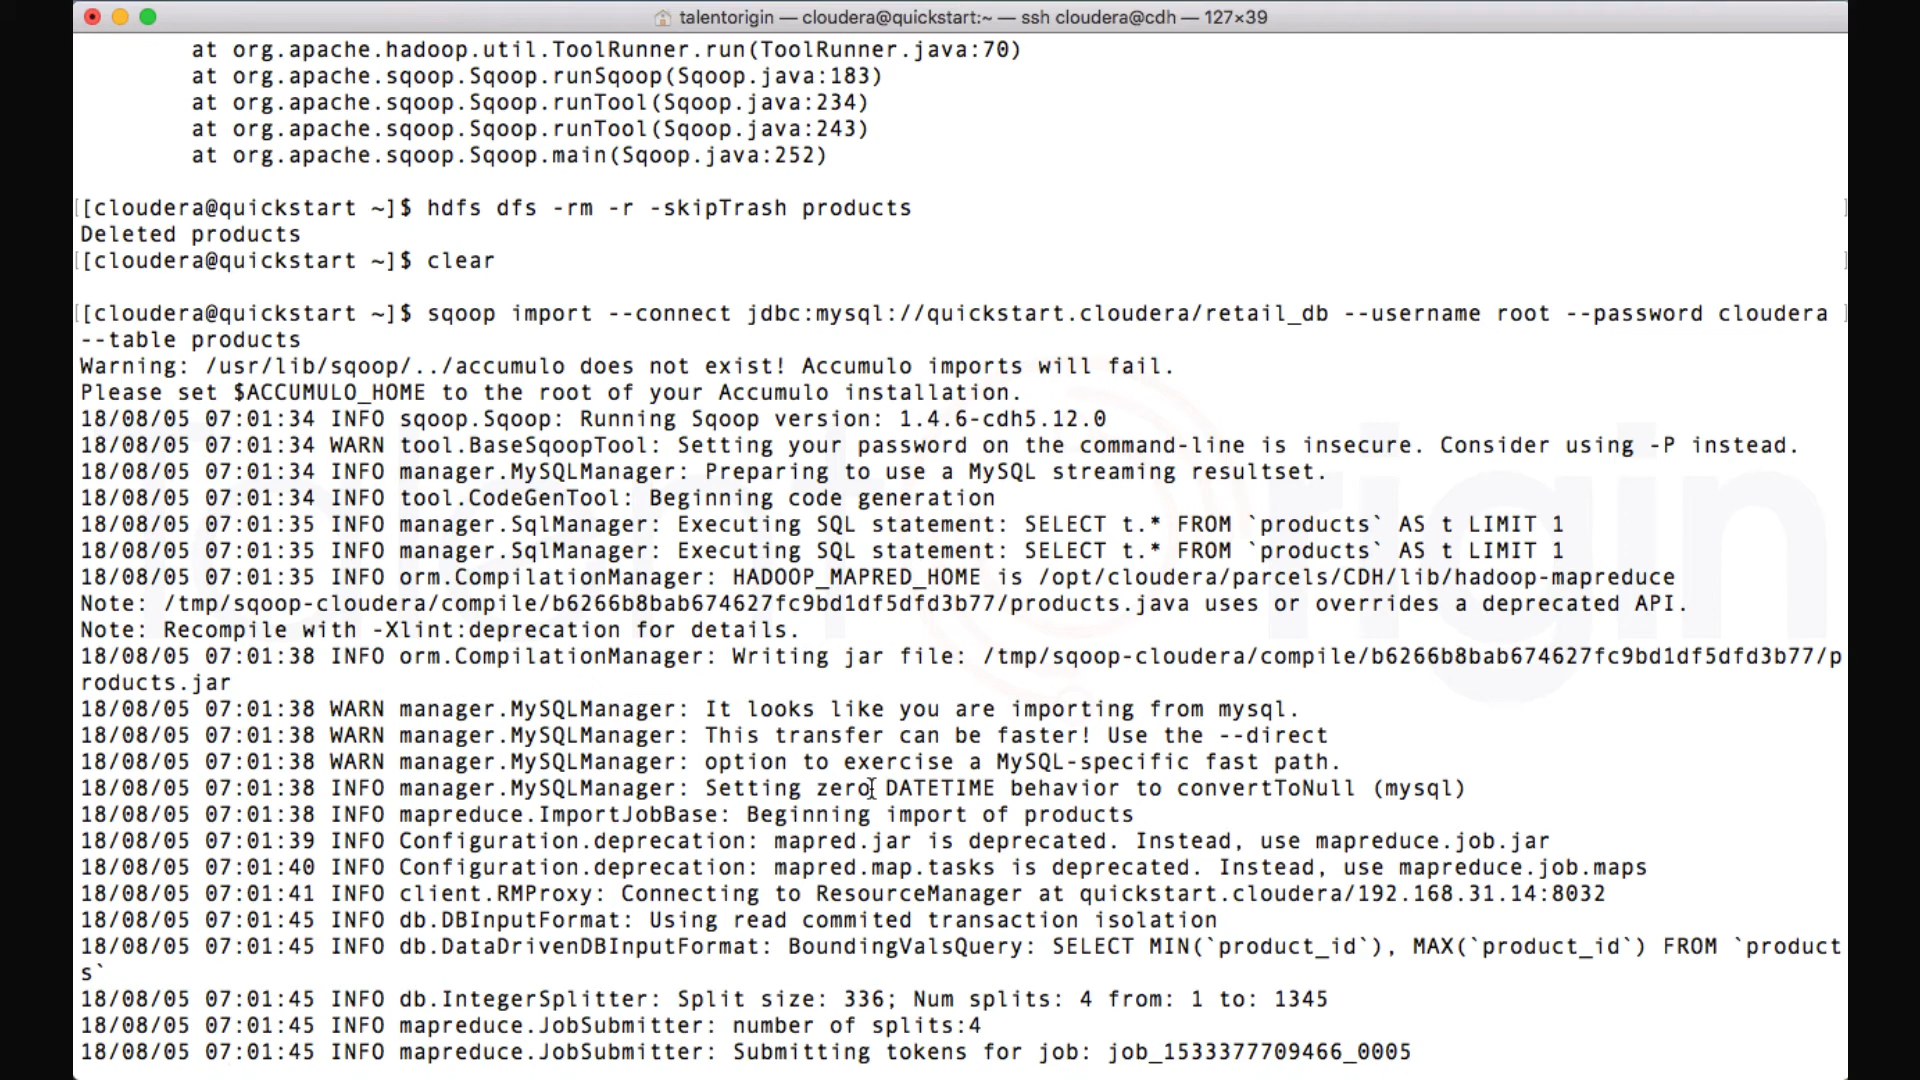 talentorigin — cloudera@quickstart:~ — ssh cloudera@cdh — 127×39
at org.apache.hadoop.util.ToolRunner.run(ToolRunner.java:70)
at org.apache.sqoop.Sqoop.runSqoop(Sqoop.java:183)
at org.apache.sqoop.Sqoop.runTool(Sqoop.java:234)
at org.apache.sqoop.Sqoop.runTool(Sqoop.java:243)
at org.apache.sqoop.Sqoop.main(Sqoop.java:252)
[[cloudera@quickstart ~]$ hdfs dfs -rm -r -skipTrash products ]
Deleted products
[[cloudera@quickstart ~]$ clear ]
[[cloudera@quickstart ~]$ sqoop import --connect jdbc:mysql://quickstart.cloudera/retail_db --username root --password cloudera ]
--table products
Warning: /usr/lib/sqoop/../accumulo does not exist! Accumulo imports will fail.
Please set $ACCUMULO_HOME to the root of your Accumulo installation.
18/08/05 07:01:34 INFO sqoop.Sqoop: Running Sqoop version: 1.4.6-cdh5.12.0
18/08/05 07:01:34 WARN tool.BaseSqoopTool: Setting your password on the command-line is insecure. Consider using -P instead.
18/08/05 07:01:34 INFO manager.MySQLManager: Preparing to use a MySQL streaming resultset.
18/08/05 07:01:34 INFO tool.CodeGenTool: Beginning code generation
18/08/05 07:01:35 INFO manager.SqlManager: Executing SQL statement: SELECT t.* FROM `products` AS t LIMIT 1
18/08/05 07:01:35 INFO manager.SqlManager: Executing SQL statement: SELECT t.* FROM `products` AS t LIMIT 1
18/08/05 07:01:35 INFO orm.CompilationManager: HADOOP_MAPRED_HOME is /opt/cloudera/parcels/CDH/lib/hadoop-mapreduce
Note: /tmp/sqoop-cloudera/compile/b6266b8bab674627fc9bd1df5dfd3b77/products.java uses or overrides a deprecated API.
Note: Recompile with -Xlint:deprecation for details.
18/08/05 07:01:38 INFO orm.CompilationManager: Writing jar file: /tmp/sqoop-cloudera/compile/b6266b8bab674627fc9bd1df5dfd3b77/p
roducts.jar
18/08/05 07:01:38 WARN manager.MySQLManager: It looks like you are importing from mysql.
18/08/05 07:01:38 WARN manager.MySQLManager: This transfer can be faster! Use the --direct
18/08/05 07:01:38 WARN manager.MySQLManager: option to exercise a MySQL-specific fast path.
18/08/05 07:01:38 INFO manager.MySQLManager: Setting zero DATETIME behavior to convertToNull (mysql)
18/08/05 07:01:38 INFO mapreduce.ImportJobBase: Beginning import of products
18/08/05 07:01:39 INFO Configuration.deprecation: mapred.jar is deprecated. Instead, use mapreduce.job.jar
18/08/05 07:01:40 INFO Configuration.deprecation: mapred.map.tasks is deprecated. Instead, use mapreduce.job.maps
18/08/05 07:01:41 INFO client.RMProxy: Connecting to ResourceManager at quickstart.cloudera/192.168.31.14:8032
18/08/05 07:01:45 INFO db.DBInputFormat: Using read commited transaction isolation
18/08/05 07:01:45 INFO db.DataDrivenDBInputFormat: BoundingValsQuery: SELECT MIN(`product_id`), MAX(`product_id`) FROM `product
s`
18/08/05 07:01:45 INFO db.IntegerSplitter: Split size: 336; Num splits: 4 from: 1 to: 1345
18/08/05 07:01:45 INFO mapreduce.JobSubmitter: number of splits:4
18/08/05 07:01:45 INFO mapreduce.JobSubmitter: Submitting tokens for job: job_1533377709466_0005